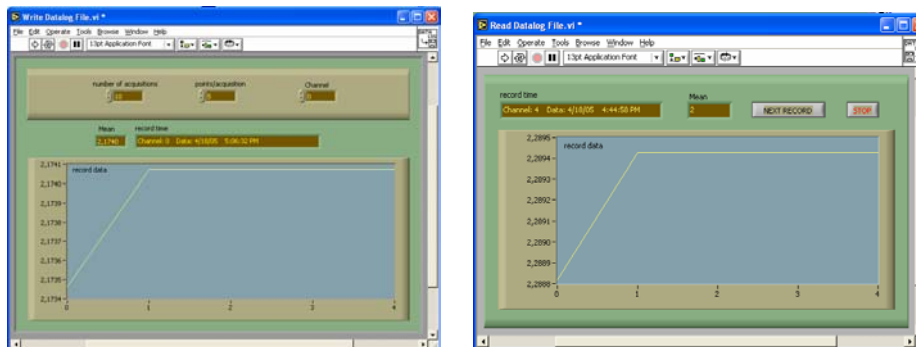 Write Datalog File.vi *
File Edit Operate Tools Browse Window Help
13pt Application Font
number of acquisitions points/acquisition Channel
10 5 0
Mean record time
2,1740 Channel: 0 Data: 4/18/05 5:06:32 PM
record data
2,1741
2,1740
2,1739
2,1738
2,1737
2,1736
2,1735
2,1734
0 1 2 3 4
Read Datalog File.vi *
File Edit Operate Tools Browse Window Help
13pt Application Font
record time Mean
Channel: 4 Data: 4/18/05 4:44:58 PM 2 NEXT RECORD STOP
record data
2,2895
2,2894
2,2893
2,2892
2,2891
2,2890
2,2889
2,2888
0 1 2 3 4